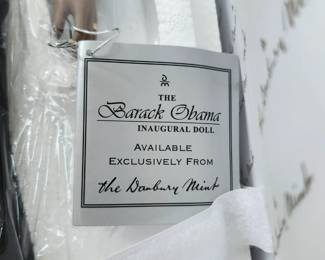 THE
Barack Obama
INAUGURAL DOLL
AVAILABLE
EXCLUSIVELY FROM
the Danbury Mint